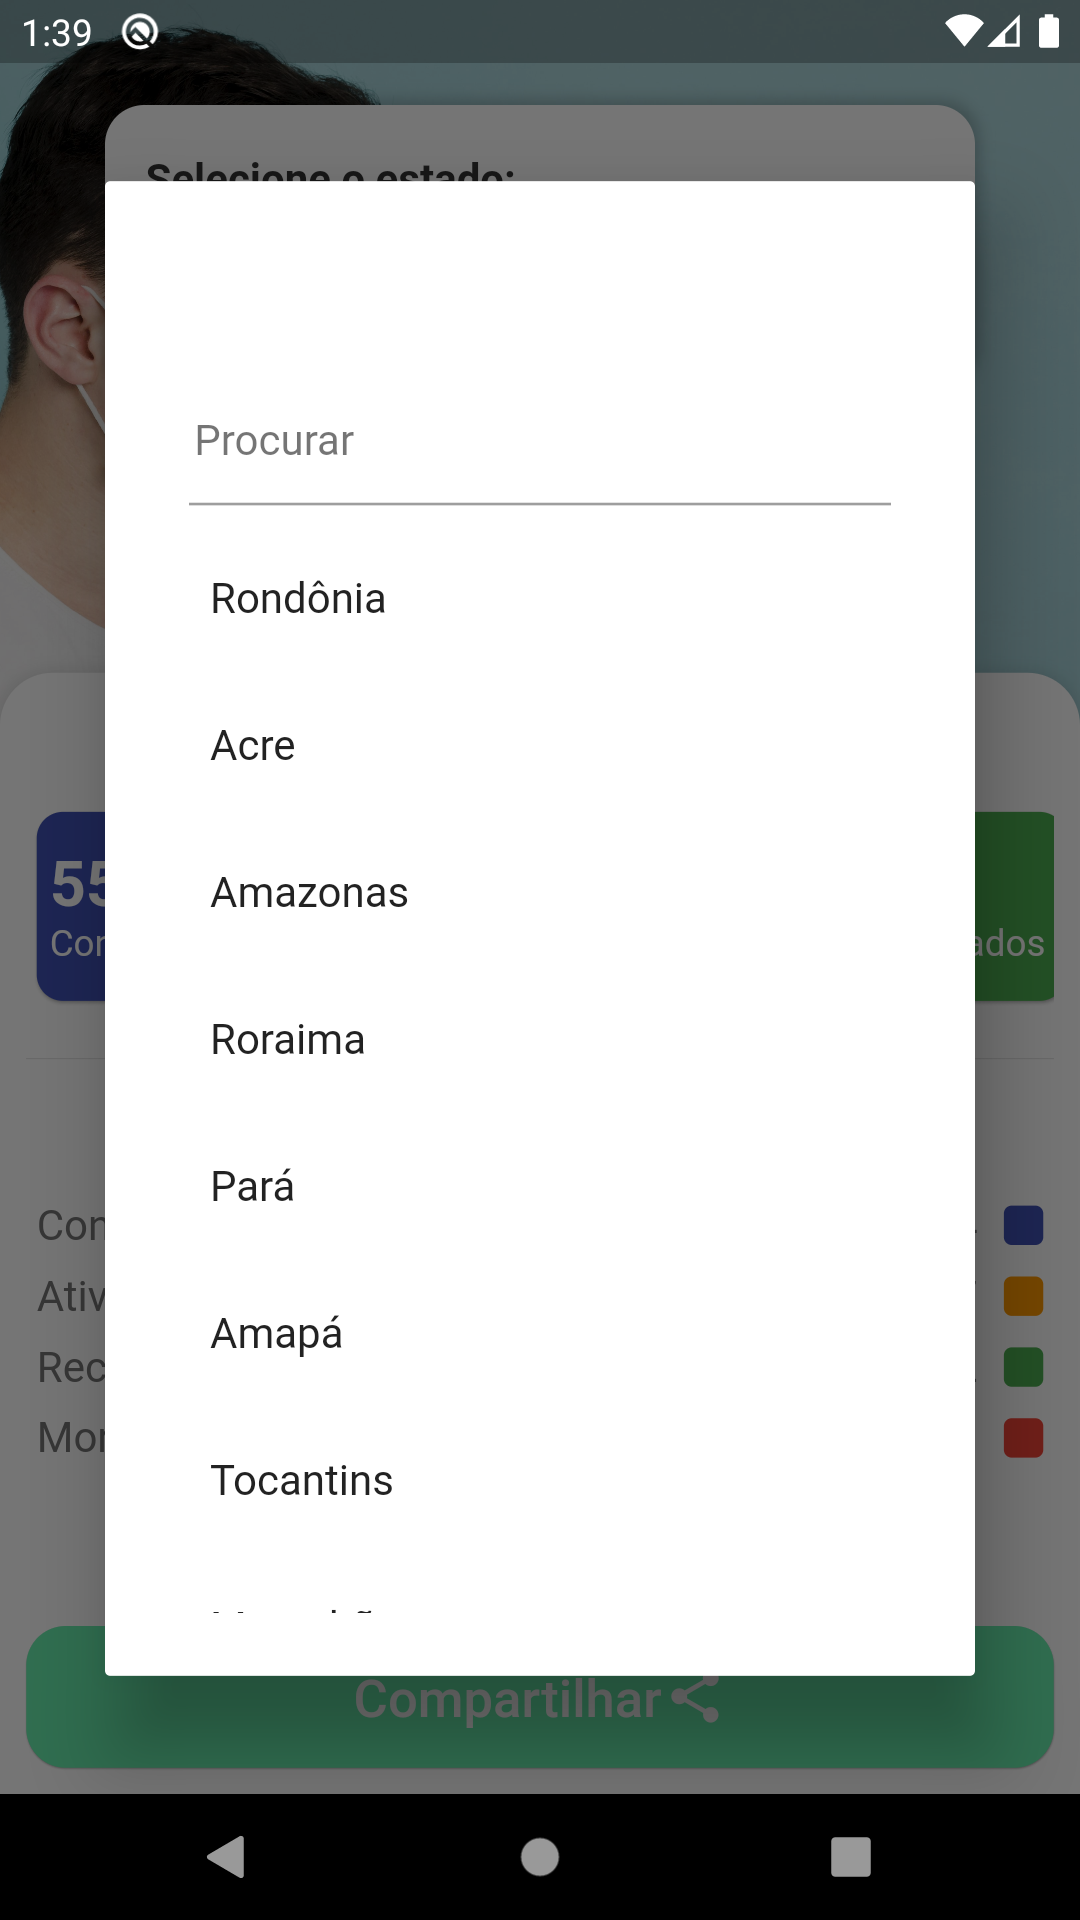 1:39
Selecione o estado:
Procurar
Rondônia
Acre
Amazonas
Roraima
Pará
Amapá
Tocantins
55
Cor
ados
Con
Ativ
Rec
Mor
Compartilhar